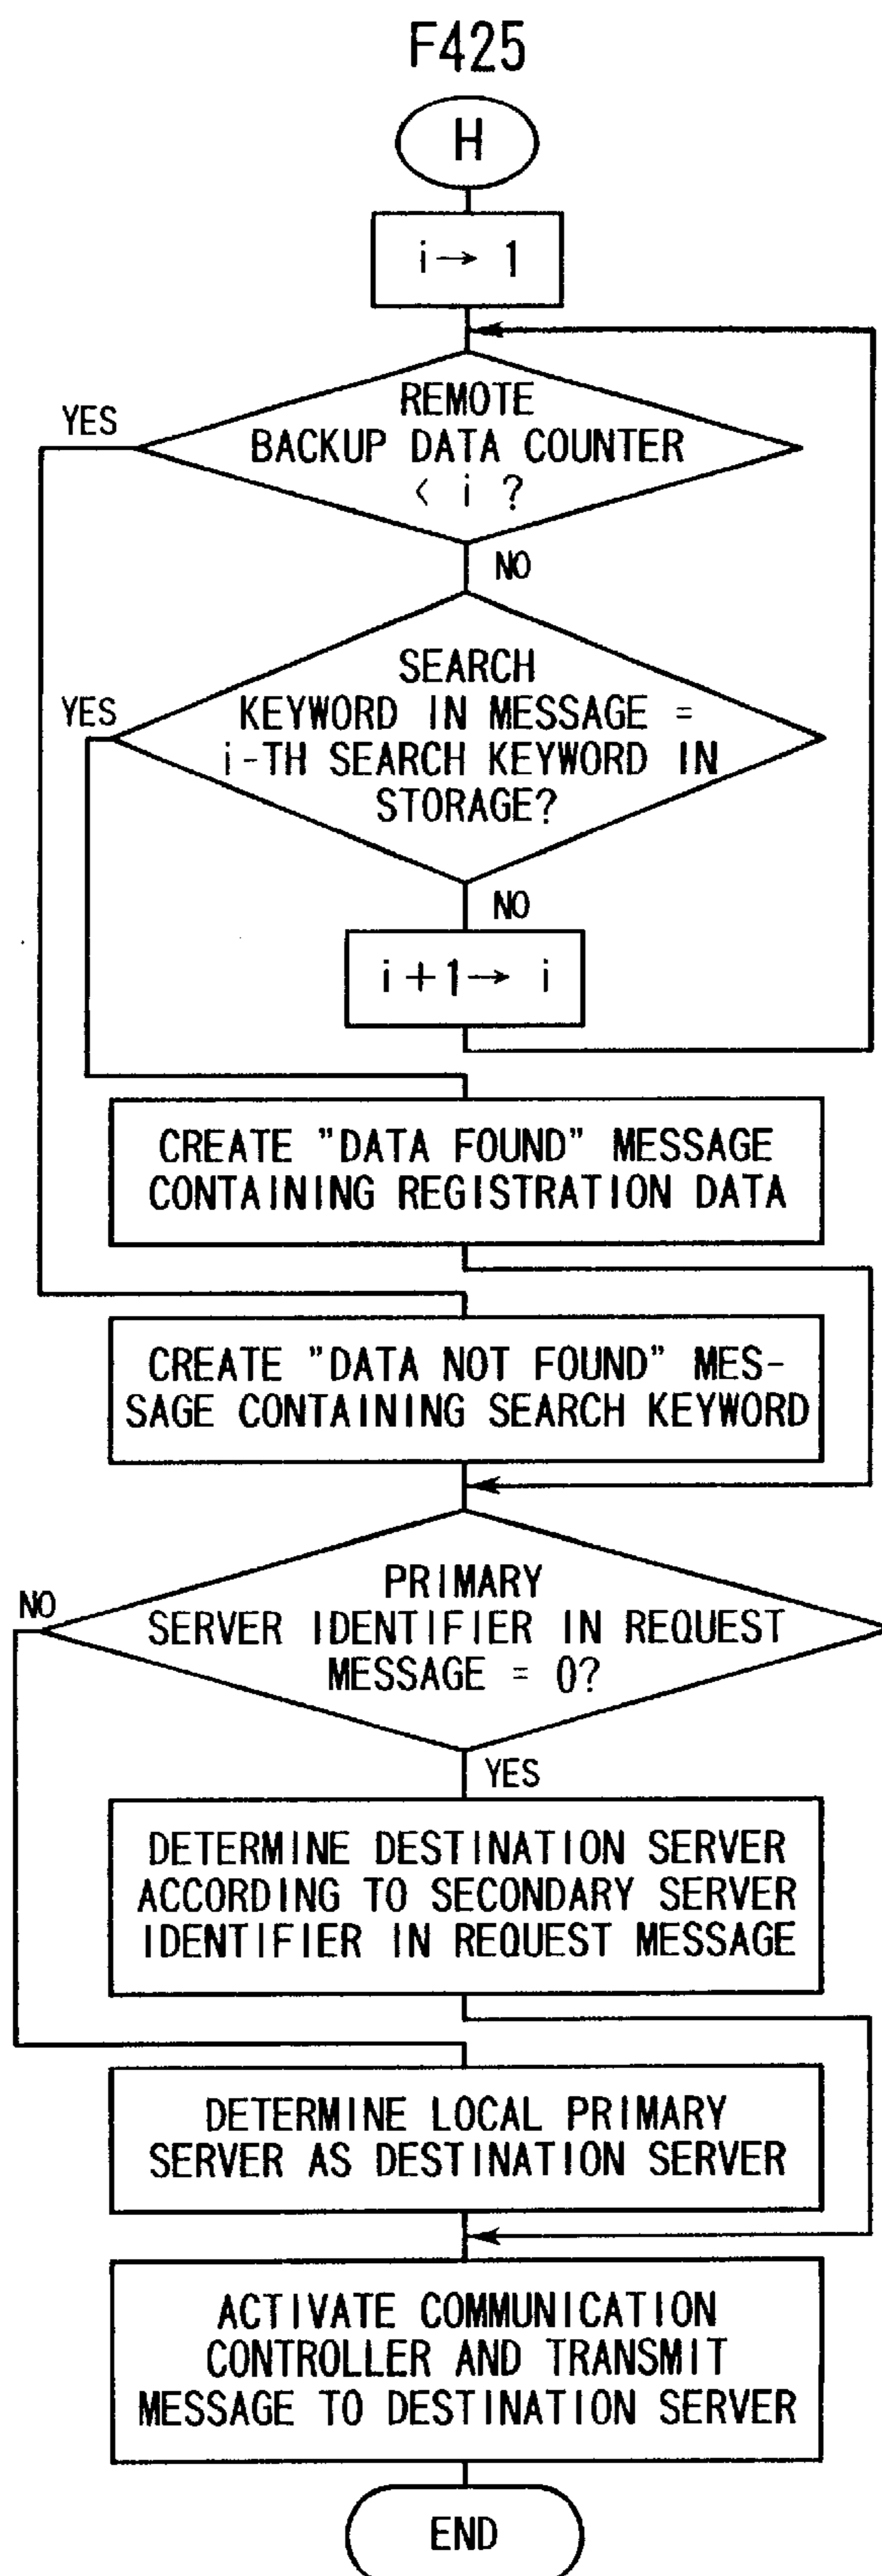 F425
H
i→ 1
REMOTE
YES
BACKUP DATA COUNTER
< i ?
NO
SEARCH
YES
KEYWORD IN MESSAGE =
i-TH SEARCH KEYWORD IN
STORAGE?
NO
i+1→ i
CREATE "DATA FOUND" MESSAGE
CONTAINING REGISTRATION DATA
CREATE "DATA NOT FOUND" MES-
SAGE CONTAINING SEARCH KEYWORD
PRIMARY
NO
SERVER IDENTIFIER IN REQUEST
MESSAGE = 0?
YES
DETERMINE DESTINATION SERVER
ACCORDING TO SECONDARY SERVER
IDENTIFIER IN REQUEST MESSAGE
DETERMINE LOCAL PRIMARY
SERVER AS DESTINATION SERVER
ACTIVATE COMMUNICATION
CONTROLLER AND TRANSMIT
MESSAGE TO DESTINATION SERVER
END